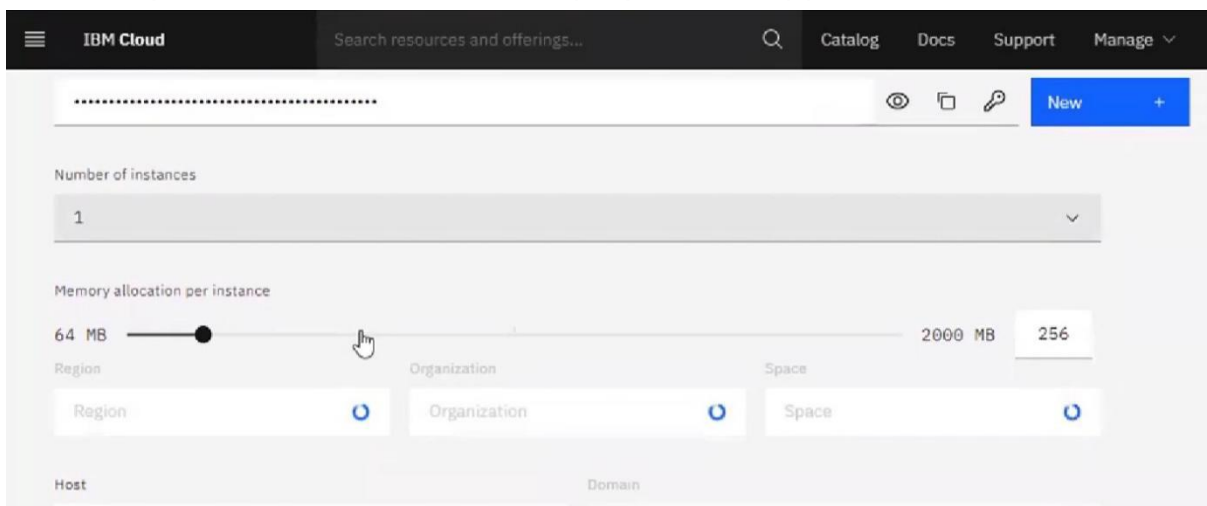 IBM Cloud Search resources and offerings... Catalog Docs Support Manage
New +
Number of instances
1
Memory allocation per instance
64 MB 2000 MB 256
Region Organization Space
Region Organization Space
Host Domain